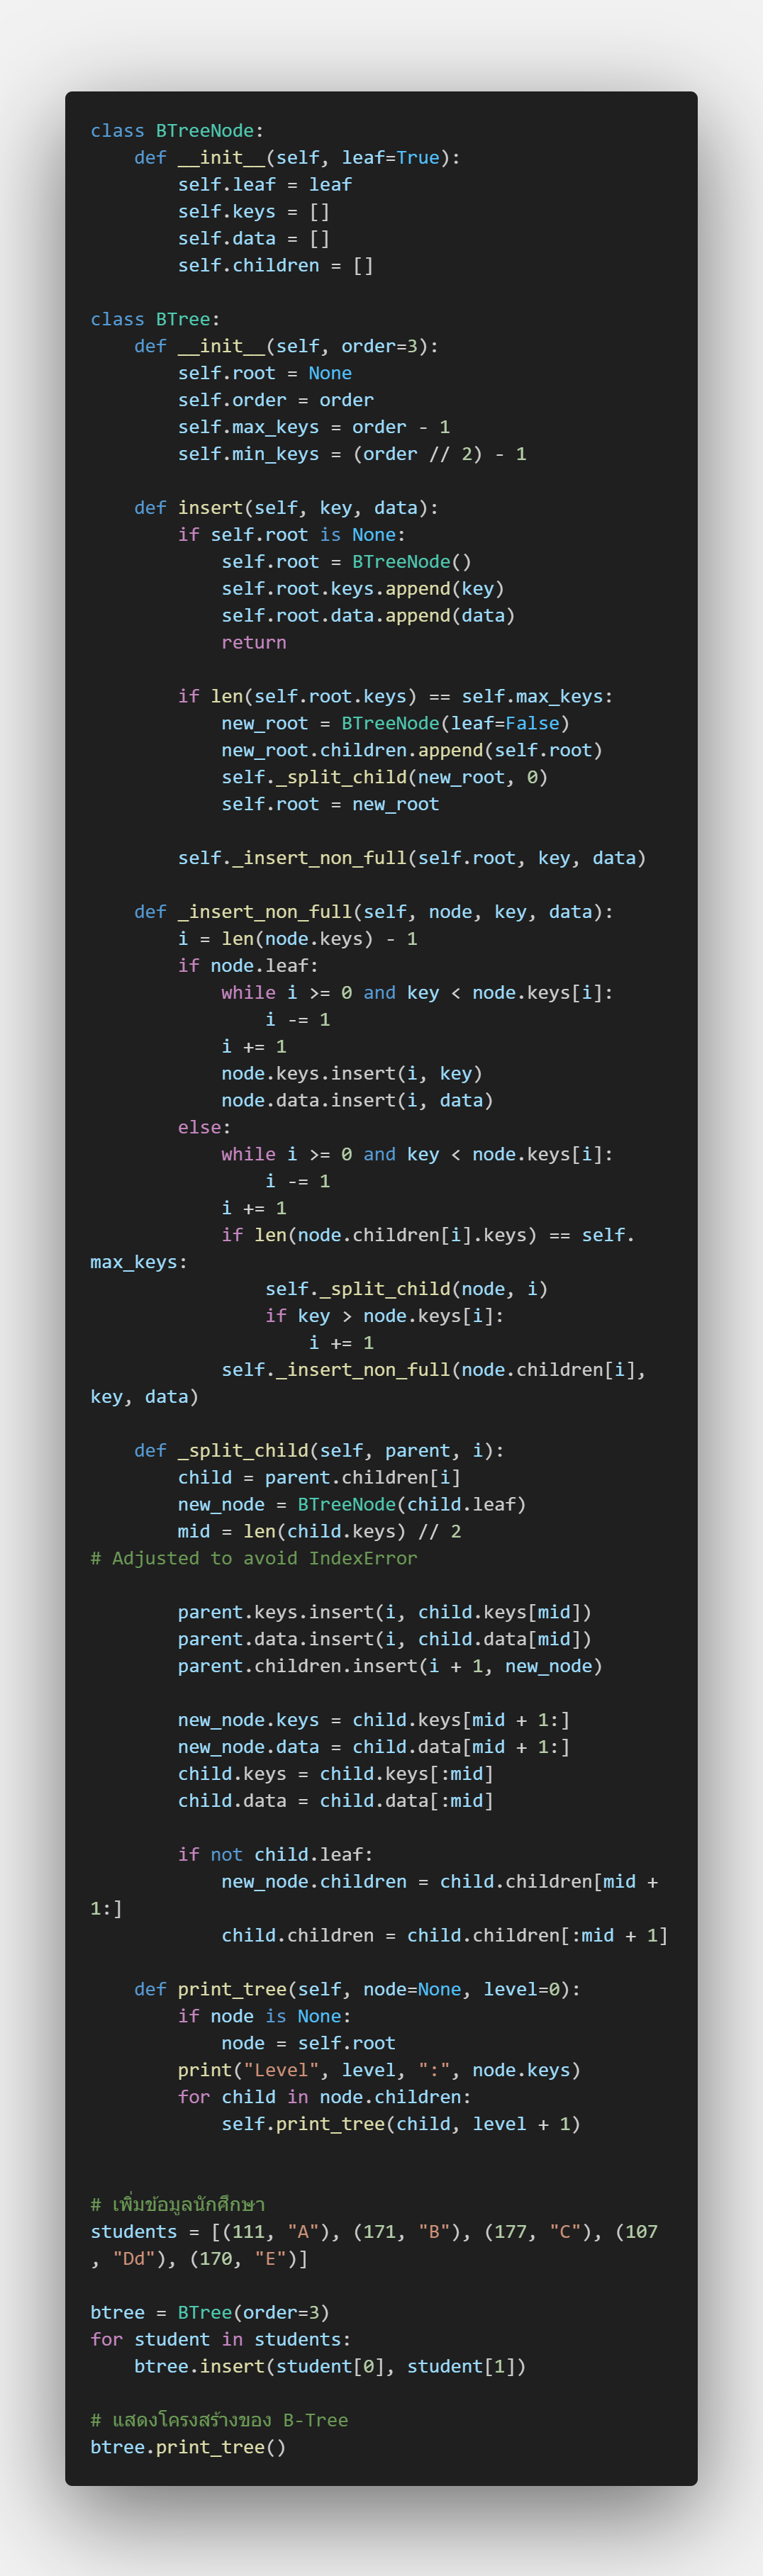 class BTreeNode:
    def __init__(self, leaf=True):
        self.leaf = leaf
        self.keys = []
        self.data = []
        self.children = []

class BTree:
    def __init__(self, order=3):
        self.root = None
        self.order = order
        self.max_keys = order - 1
        self.min_keys = (order // 2) - 1

    def insert(self, key, data):
        if self.root is None:
            self.root = BTreeNode()
            self.root.keys.append(key)
            self.root.data.append(data)
            return

        if len(self.root.keys) == self.max_keys:
            new_root = BTreeNode(leaf=False)
            new_root.children.append(self.root)
            self._split_child(new_root, 0)
            self.root = new_root

        self._insert_non_full(self.root, key, data)

    def _insert_non_full(self, node, key, data):
        i = len(node.keys) - 1
        if node.leaf:
            while i >= 0 and key < node.keys[i]:
                i -= 1
            i += 1
            node.keys.insert(i, key)
            node.data.insert(i, data)
        else:
            while i >= 0 and key < node.keys[i]:
                i -= 1
            i += 1
            if len(node.children[i].keys) == self.
max_keys:
                self._split_child(node, i)
                if key > node.keys[i]:
                    i += 1
            self._insert_non_full(node.children[i],
key, data)

    def _split_child(self, parent, i):
        child = parent.children[i]
        new_node = BTreeNode(child.leaf)
        mid = len(child.keys) // 2
# Adjusted to avoid IndexError

        parent.keys.insert(i, child.keys[mid])
        parent.data.insert(i, child.data[mid])
        parent.children.insert(i + 1, new_node)

        new_node.keys = child.keys[mid + 1:]
        new_node.data = child.data[mid + 1:]
        child.keys = child.keys[:mid]
        child.data = child.data[:mid]

        if not child.leaf:
            new_node.children = child.children[mid +
1:]
            child.children = child.children[:mid + 1]

    def print_tree(self, node=None, level=0):
        if node is None:
            node = self.root
        print("Level", level, ":", node.keys)
        for child in node.children:
            self.print_tree(child, level + 1)


# เพิ่มข้อมูลนักศึกษา
students = [(111, "A"), (171, "B"), (177, "C"), (107
, "Dd"), (170, "E")]

btree = BTree(order=3)
for student in students:
    btree.insert(student[0], student[1])

# แสดงโครงสร้างของ B-Tree
btree.print_tree()